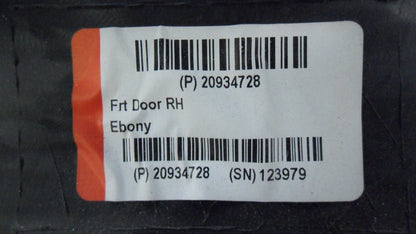 (P) 20934728
Frt Door RH
Ebony
(P) 20934728 (SN) 123979